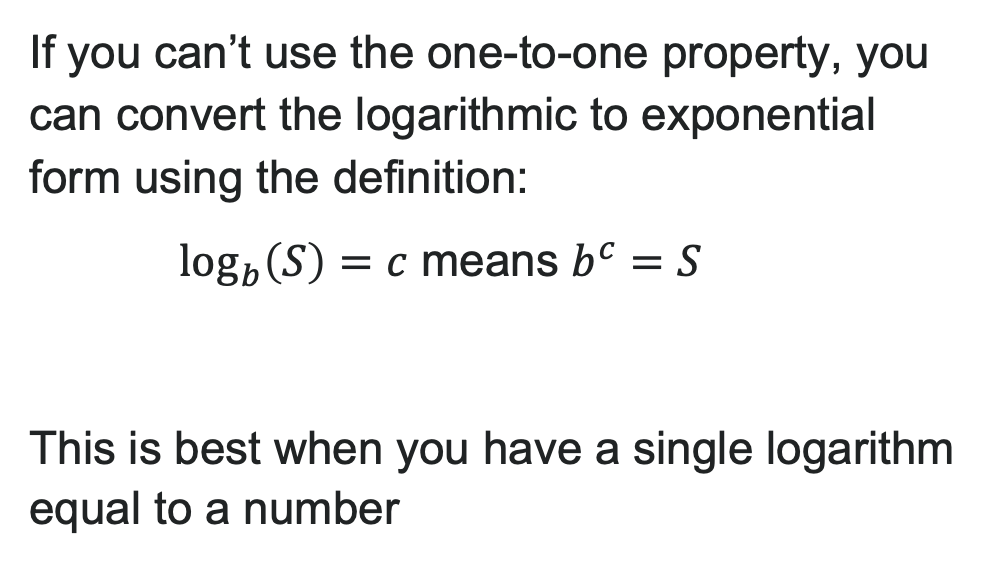 If you can’t use the one-to-one property, you
can convert the logarithmic to exponential
form using the definition:
log_b(S) = c means b^c = S
This is best when you have a single logarithm
equal to a number